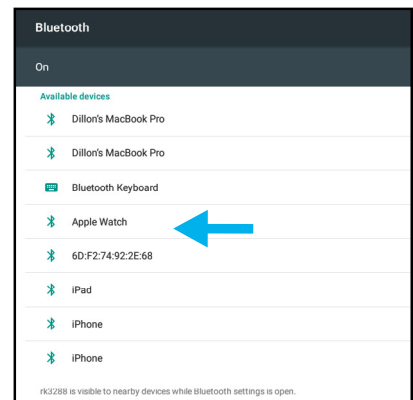 Bluetooth
On
Available devices
Dillon's MacBook Pro
Dillon's MacBook Pro
Bluetooth Keyboard
Apple Watch
6D:F2:74:92:2E:68
iPad
iPhone
iPhone
rk3288 is visible to nearby devices while Bluetooth settings is open.